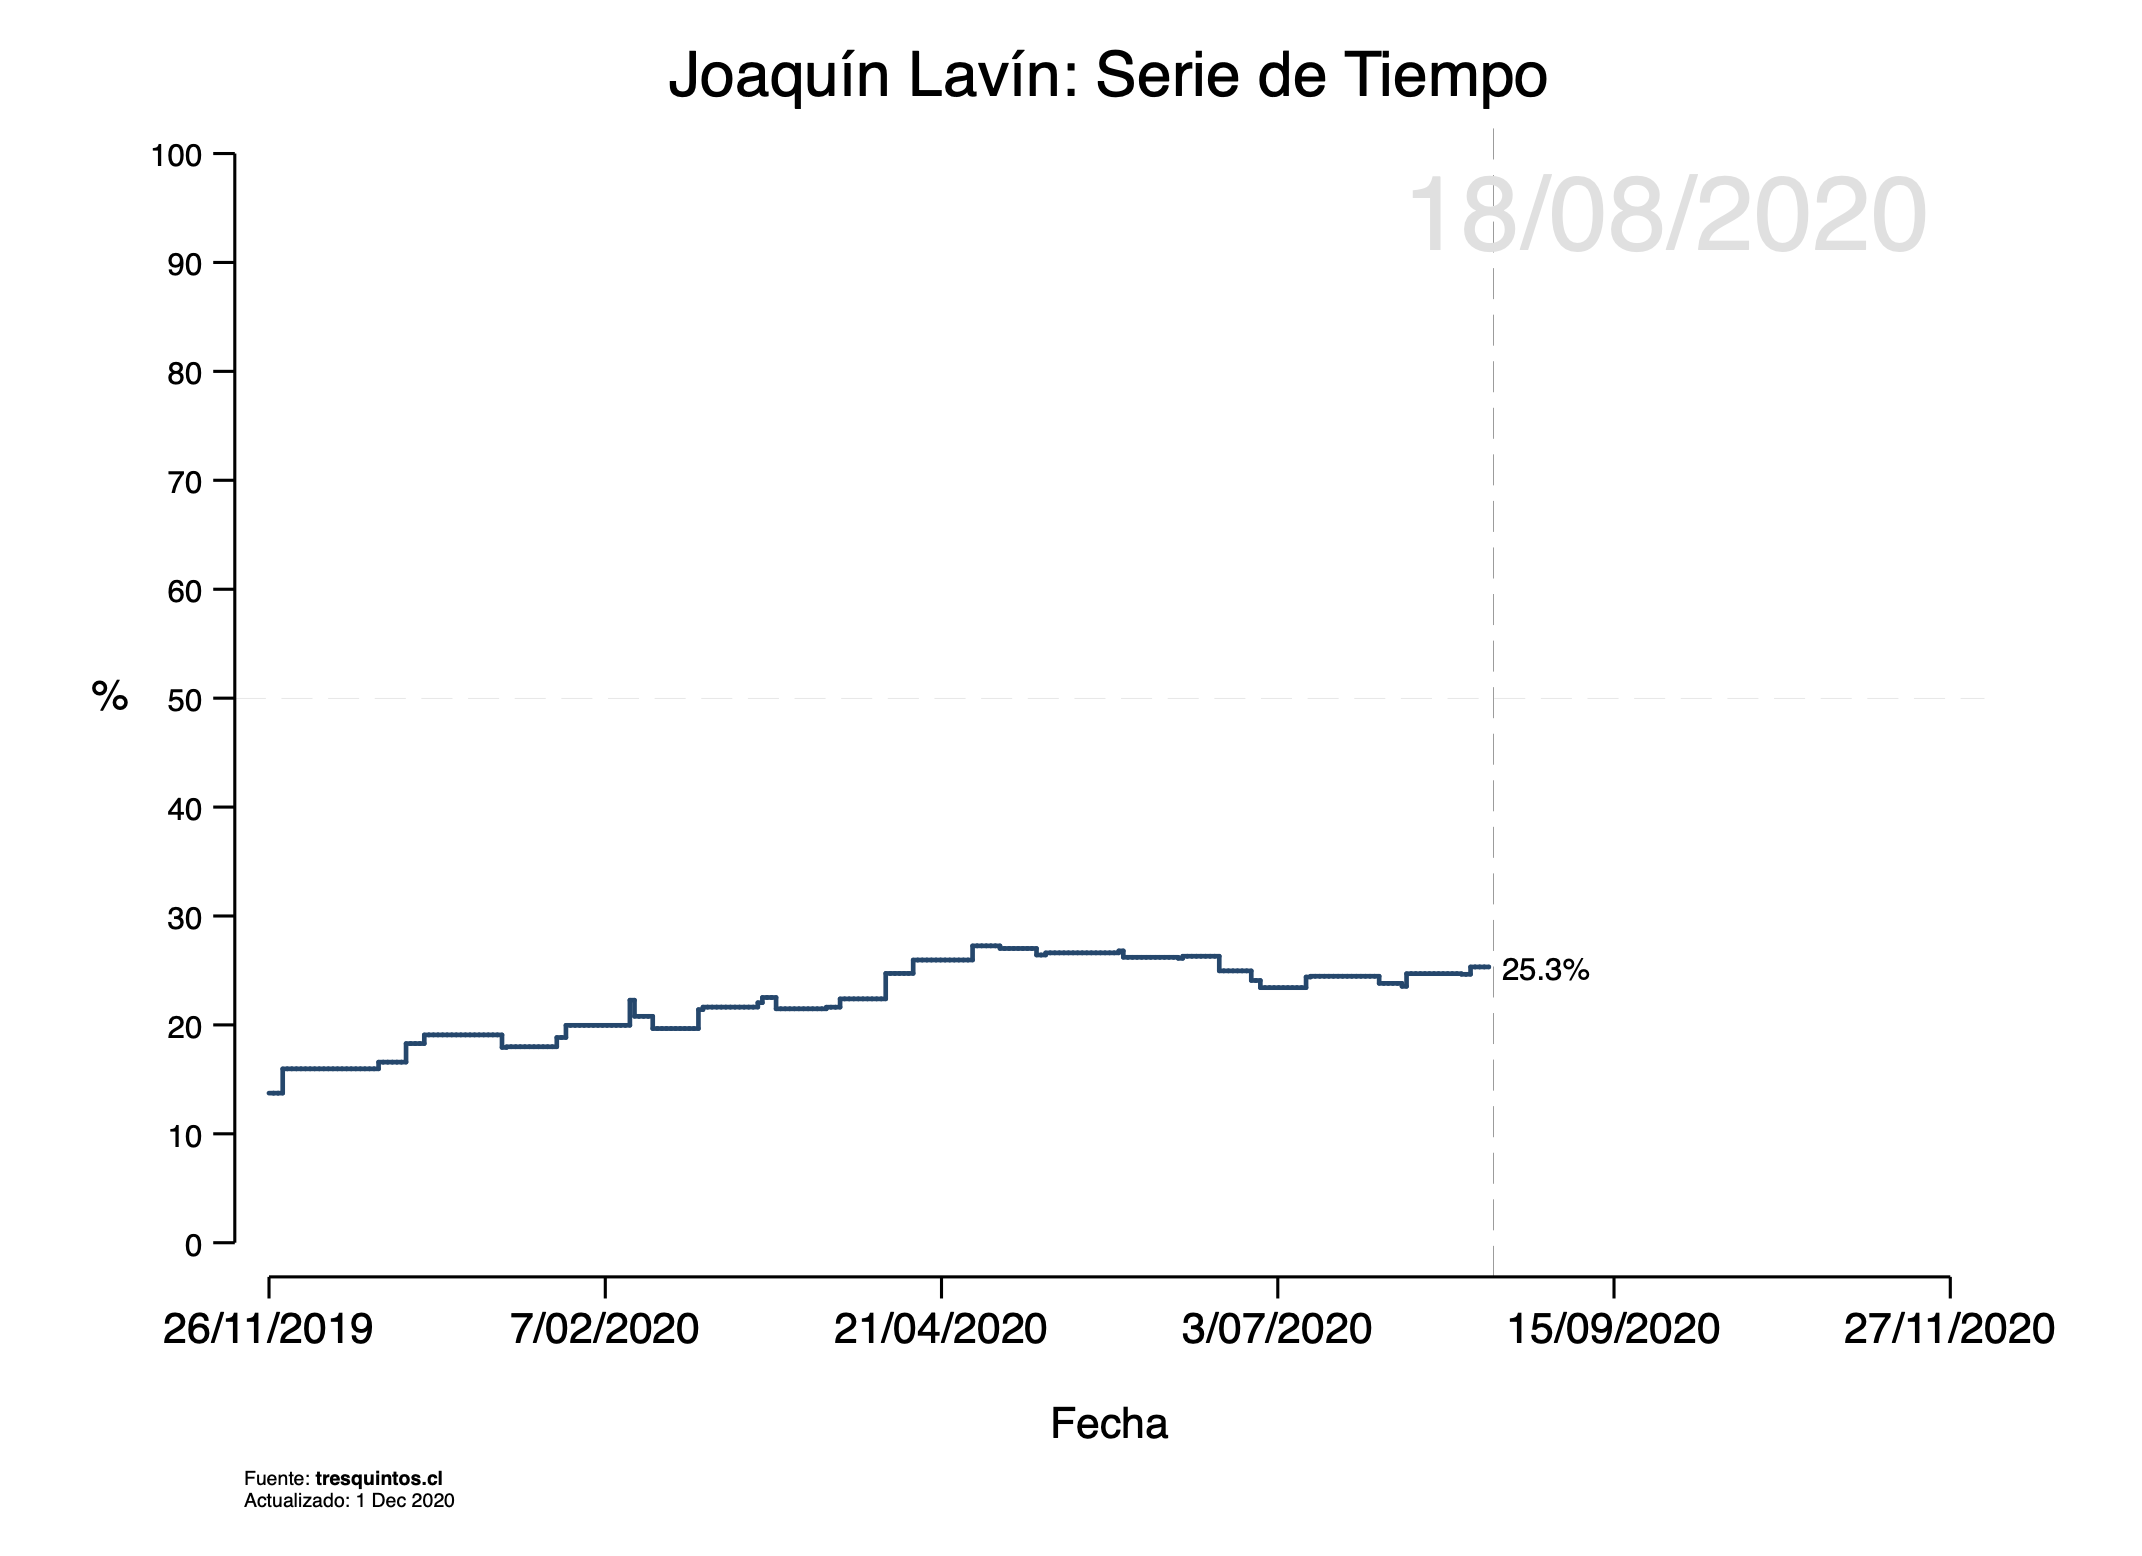 Joaquín Lavín: Serie de Tiempo
18/08/2020
100
90
80
70
60
50
40
30
20
10
0
%
25.3%
26/11/2019 7/02/2020 21/04/2020 3/07/2020 15/09/2020 27/11/2020
Fecha
Fuente: tresquintos.cl
Actualizado: 1 Dec 2020